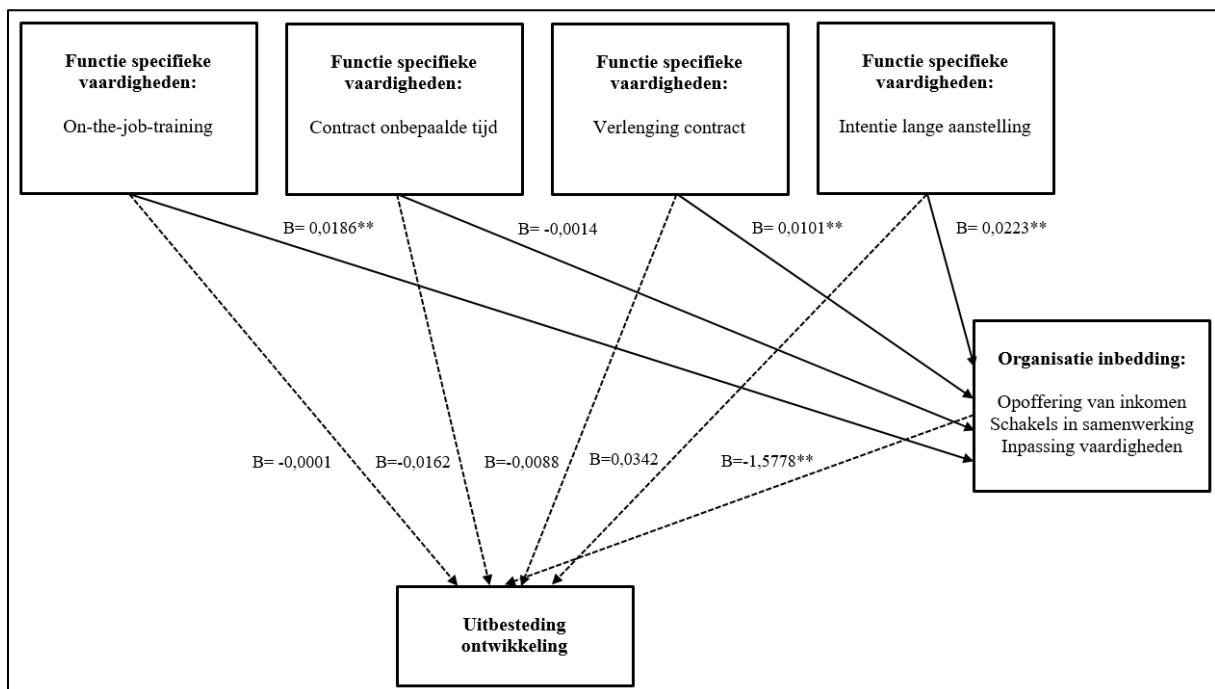 Functie specifieke
vaardigheden:
On-the-job-training
Functie specifieke
vaardigheden:
Contract onbepaalde tijd
Functie specifieke
vaardigheden:
Verlenging contract
Functie specifieke
vaardigheden:
Intentie lange aanstelling
B= 0,0186**
B= -0,0014
B= 0,0101**
B= 0,0223**
Organisatie inbedding:
Opoffering van inkomen
Schakels in samenwerking
Inpassing vaardigheden
B= -0,0001
B=-0,0162
B=-0,0088
B=0,0342
B=-1,5778**
Uitbesteding
ontwikkeling